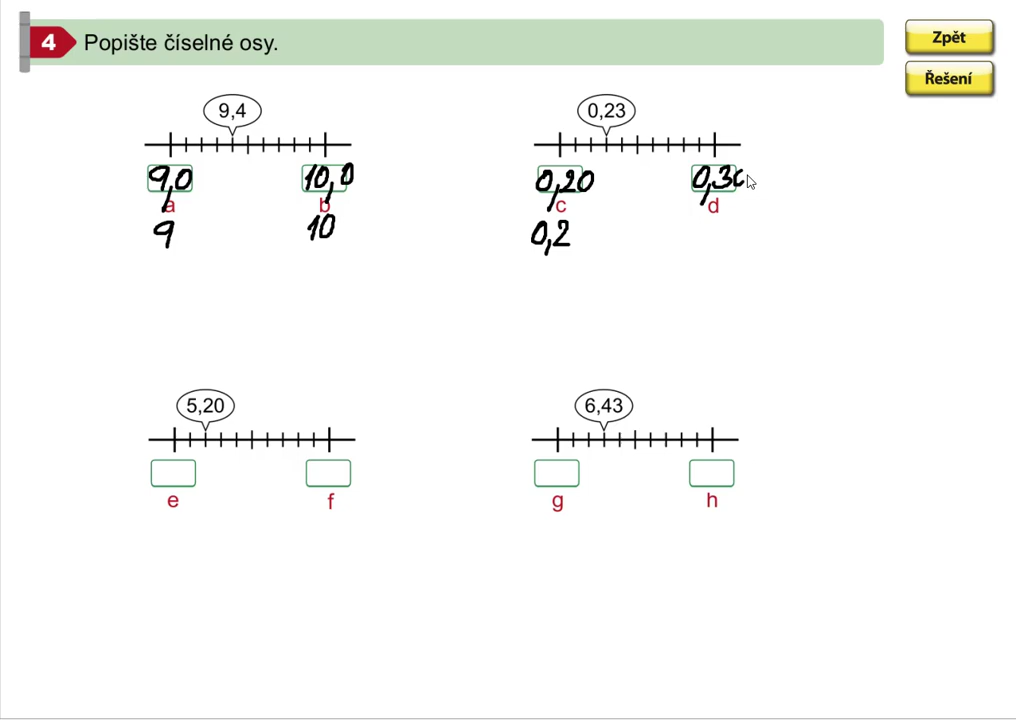 4 Popište číselné osy.
Zpět
Řešení
9,4
0,23
9,0
10,0
0,20
0,30
a
b
c
d
9
10
0,2
5,20
6,43
e
f
g
h